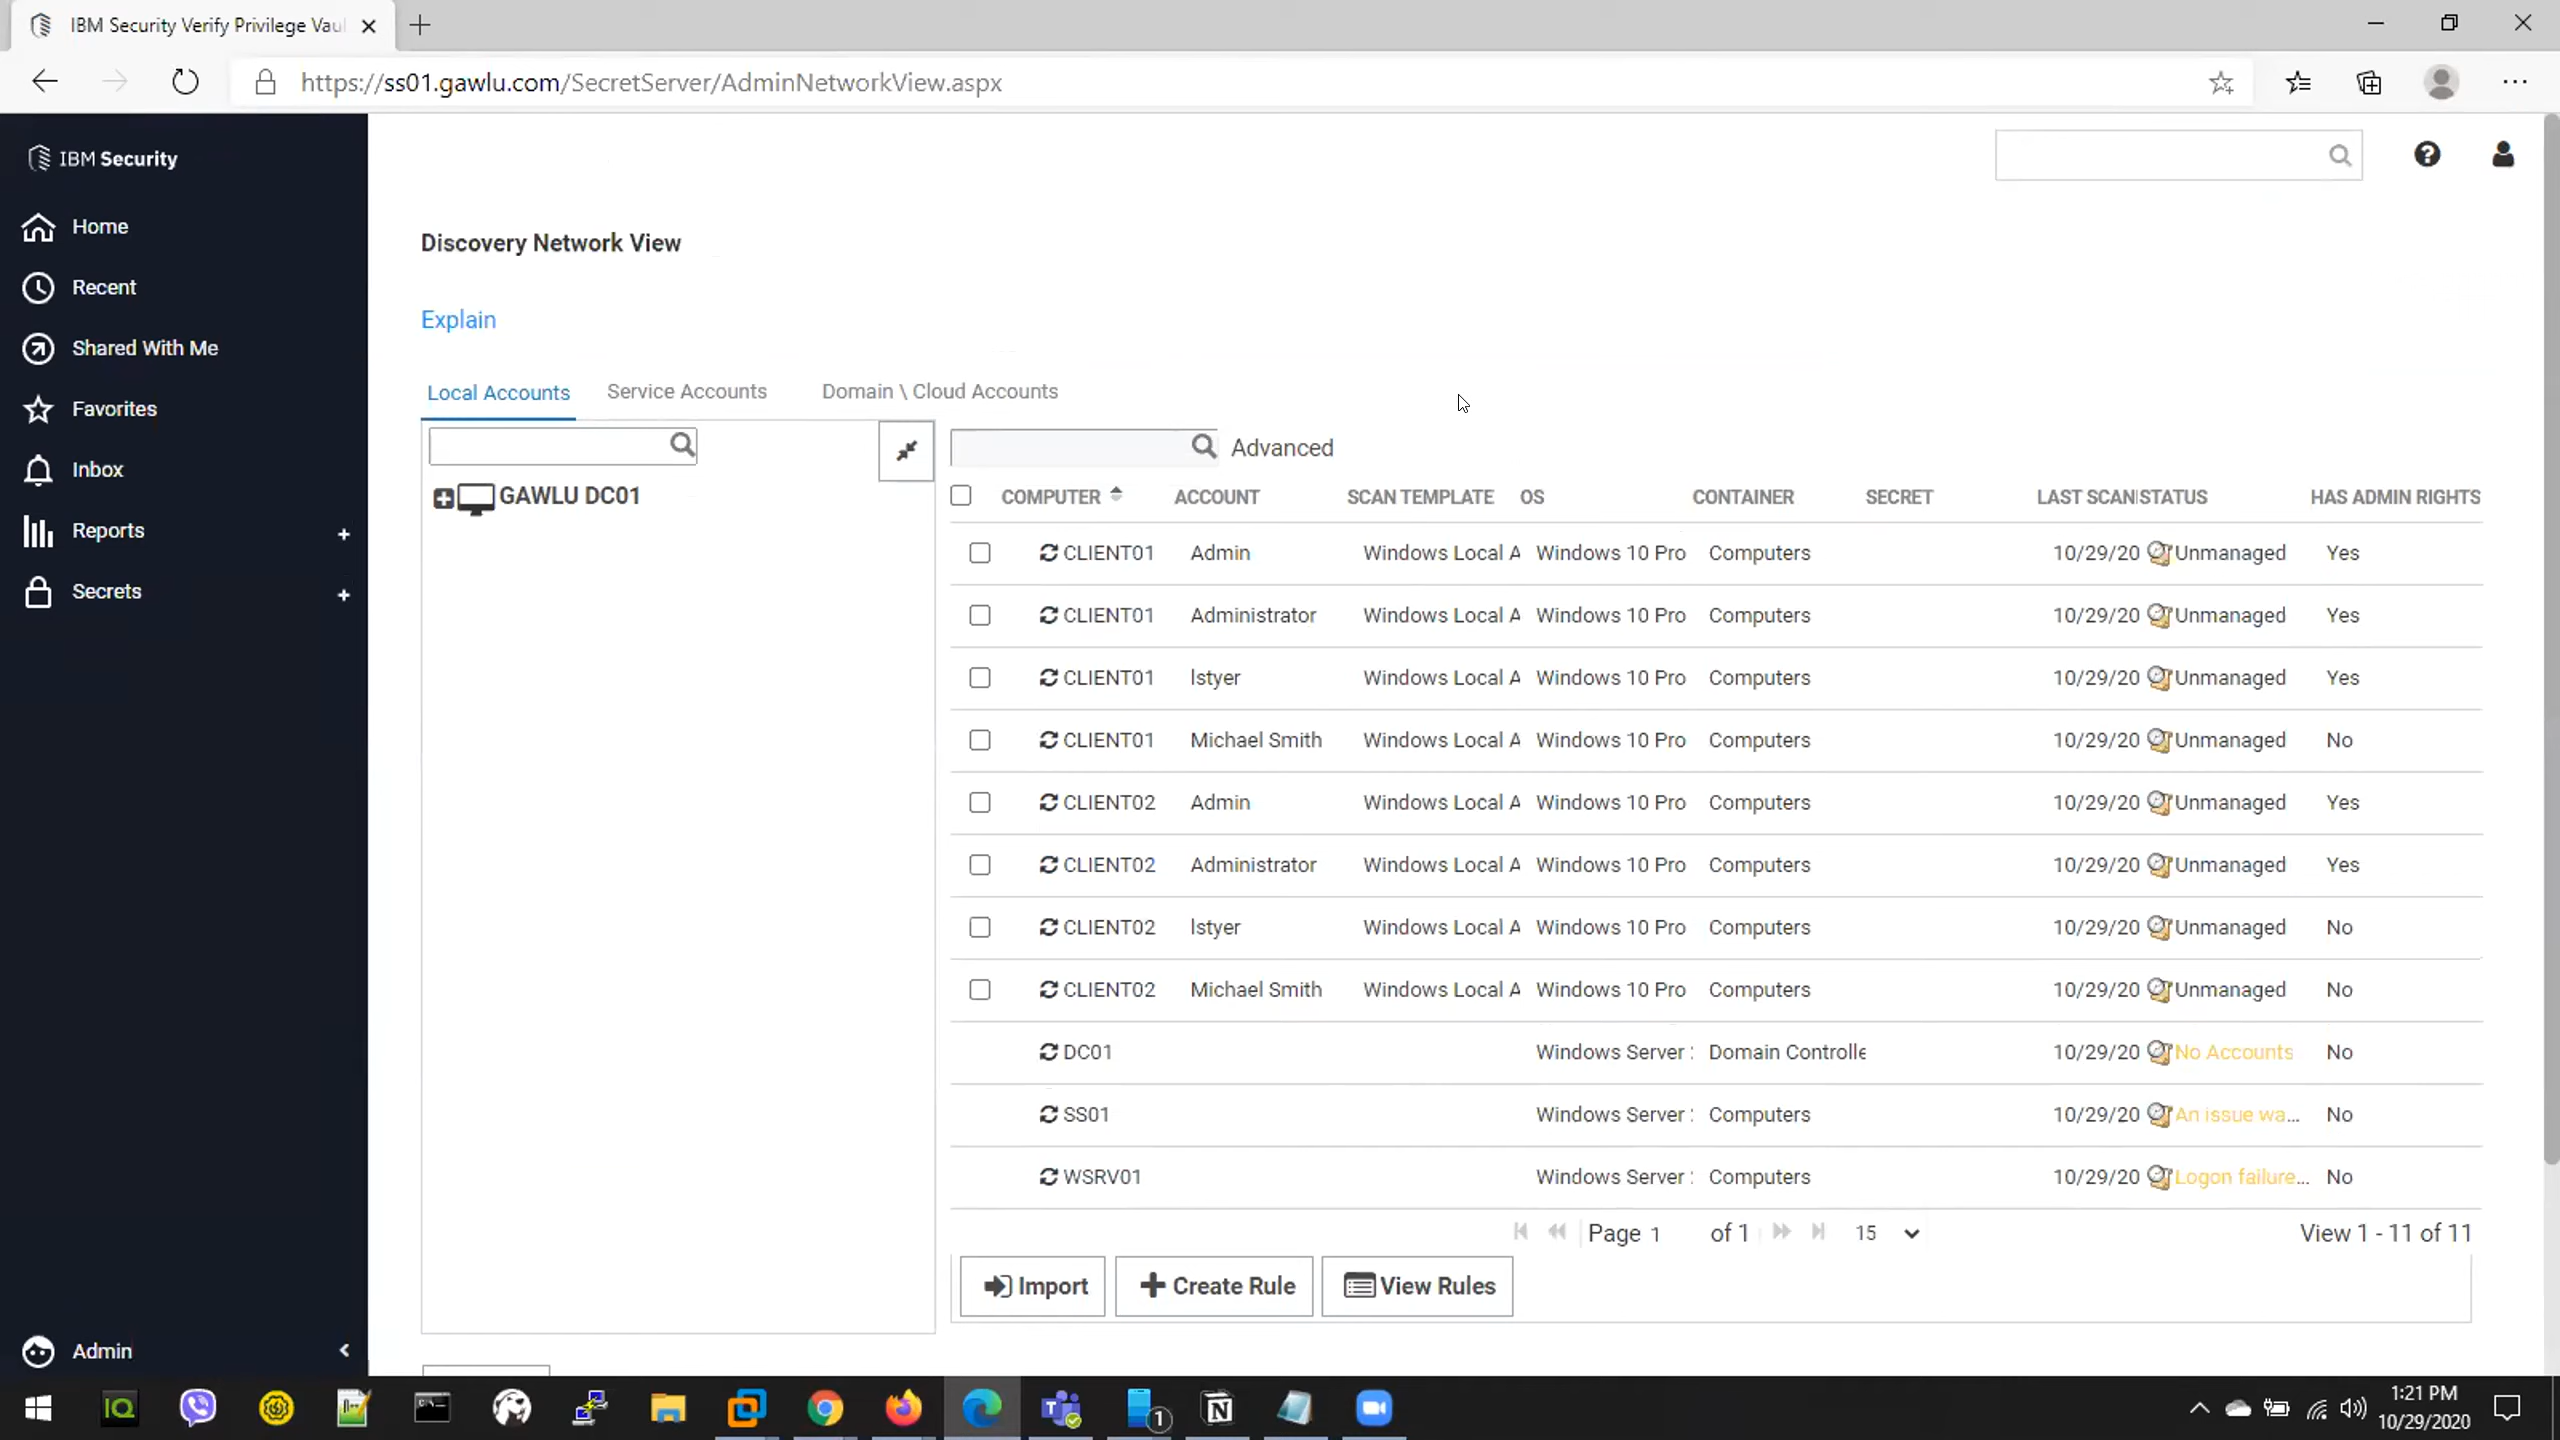 IBM Security Verify Privilege Vau
https://ss01.gawlu.com/SecretServer/AdminNetworkView.aspx
IBM Security
Home
Recent
Shared With Me
Favorites
Inbox
Reports +
Secrets +
Admin
Discovery Network View
Explain
Local Accounts Service Accounts Domain \ Cloud Accounts
GAWLU DC01
Advanced
COMPUTER ACCOUNT SCAN TEMPLATE OS CONTAINER SECRET LAST SCAN STATUS HAS ADMIN RIGHTS
CLIENT01 Admin Windows Local A Windows 10 Pro Computers 10/29/20 Unmanaged Yes
CLIENT01 Administrator Windows Local A Windows 10 Pro Computers 10/29/20 Unmanaged Yes
CLIENT01 lstyer Windows Local A Windows 10 Pro Computers 10/29/20 Unmanaged Yes
CLIENT01 Michael Smith Windows Local A Windows 10 Pro Computers 10/29/20 Unmanaged No
CLIENT02 Admin Windows Local A Windows 10 Pro Computers 10/29/20 Unmanaged Yes
CLIENT02 Administrator Windows Local A Windows 10 Pro Computers 10/29/20 Unmanaged Yes
CLIENT02 lstyer Windows Local A Windows 10 Pro Computers 10/29/20 Unmanaged No
CLIENT02 Michael Smith Windows Local A Windows 10 Pro Computers 10/29/20 Unmanaged No
DC01 Windows Server Domain Controlle 10/29/20 No Accounts No
SS01 Windows Server Computers 10/29/20 An issue wa... No
WSRV01 Windows Server Computers 10/29/20 Logon failure... No
Page 1 of 1 15 View 1 - 11 of 11
Import Create Rule View Rules
IQ
1
1:21 PM
10/29/2020